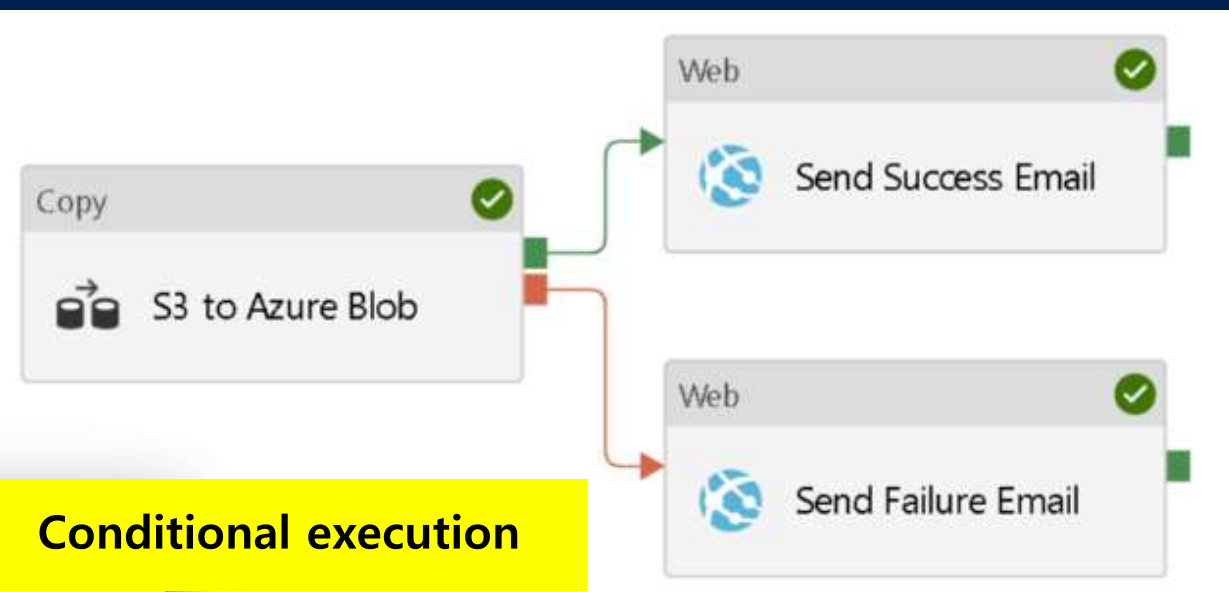 Copy
S3 to Azure Blob
Web
Send Success Email
Web
Send Failure Email
Conditional execution